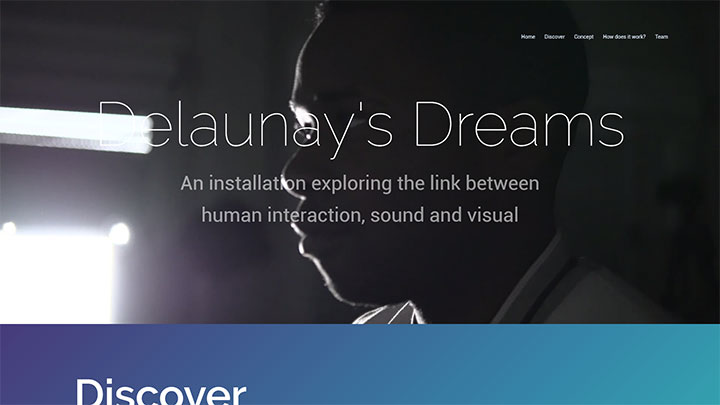 Home Discover Concept How does it work? Team
Delaunay's Dreams
An installation exploring the link between
human interaction, sound and visual
Discover